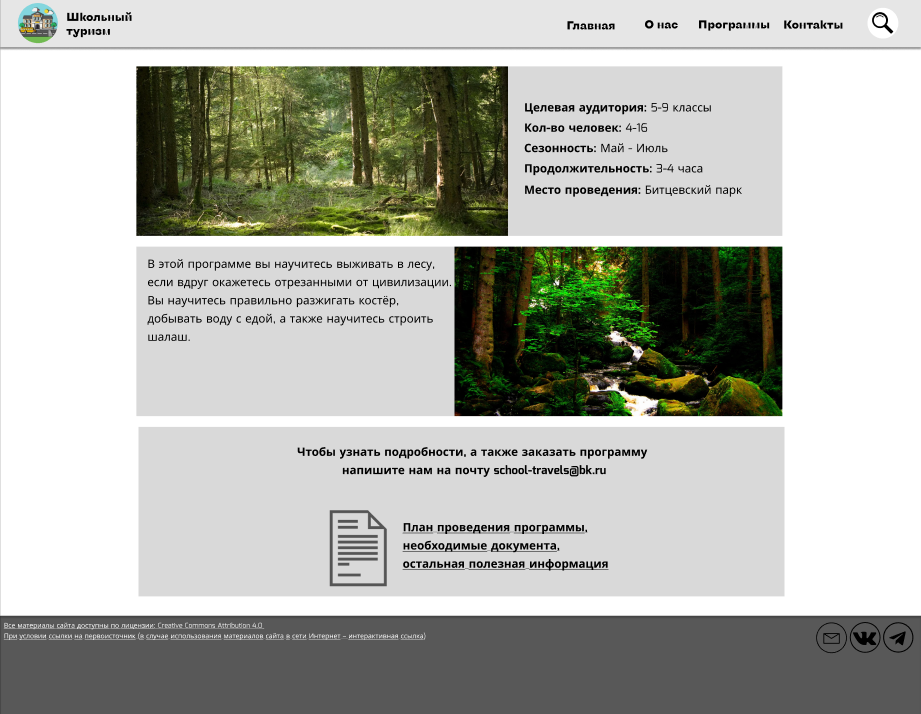 Школьный
туризм
Главная
О нас
Программы
Контакты
Целевая аудитория: 5-9 классы
Кол-во человек: 4-16
Сезонность: Май - Июль
Продолжительность: 3-4 часа
Место проведения: Битцевский парк
В этой программе вы научитесь выживать в лесу,
если вдруг окажетесь отрезанными от цивилизации.
Вы научитесь правильно разжигать костёр,
добывать воду с едой, а также научитесь строить
шалаш.
Чтобы узнать подробности, а также заказать программу
напишите нам на почту school-travels@bk.ru
План проведения программы,
необходимые документа,
остальная полезная информация
Все материалы сайта доступны по лицензии: Creative Commons Attribution 4.0.
При условии ссылки на первоисточник (в случае использования материалов сайта в сети Интернет – интерактивная ссылка)